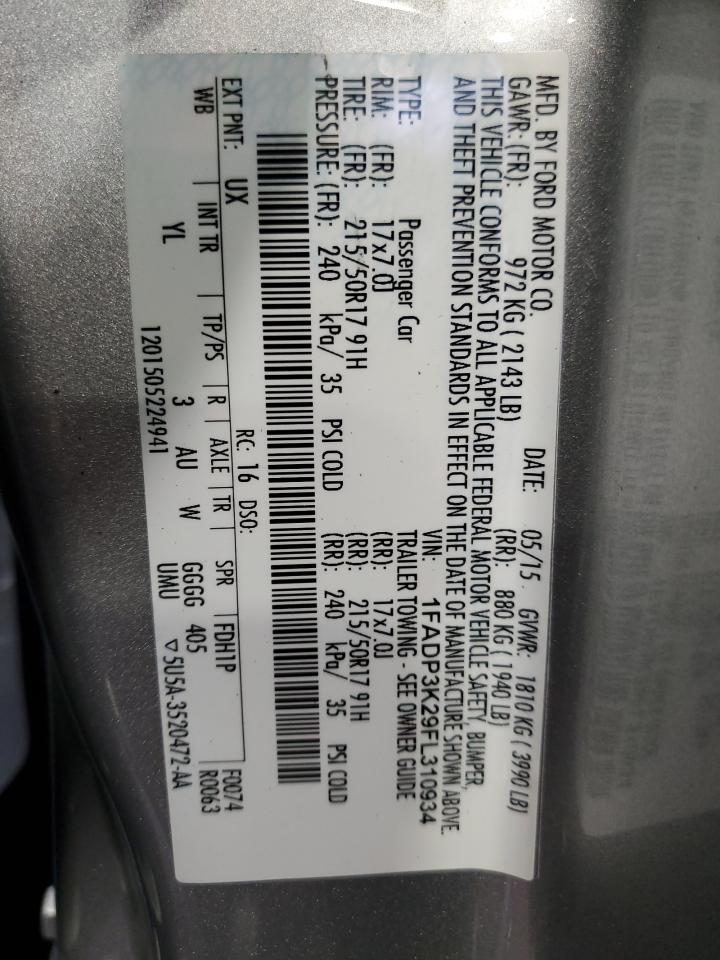 MFD. BY FORD MOTOR CO.
DATE: 05/15 GVWR: 1810 KG ( 3990 LB)
GAWR: (FR): 972 KG ( 2143 LB) (RR): 880 KG ( 1940 LB)
THIS VEHICLE CONFORMS TO ALL APPLICABLE FEDERAL MOTOR VEHICLE SAFETY, BUMPER,
AND THEFT PREVENTION STANDARDS IN EFFECT ON THE DATE OF MANUFACTURE SHOWN ABOVE.
VIN: 1FADP3K29FL310934
TYPE: Passenger Car TRAILER TOWING - SEE OWNER GUIDE
RIM: (FR): 17x7.0J (RR): 17x7.0J
TIRE: (FR): 215/50R17 91H (RR): 215/50R17 91H
PRESSURE: (FR): 240 kPa/ 35 PSI COLD (RR): 240 kPa/ 35 PSI COLD
RC: 16 DSO:
EXT PNT: UX FDH1P F0074
WB INT TR TP/PS R AXLE TR SPR R0063
YL 3 AU W GGGG 405
UMU
1201505224941 ▽5U5A-3520472-AA